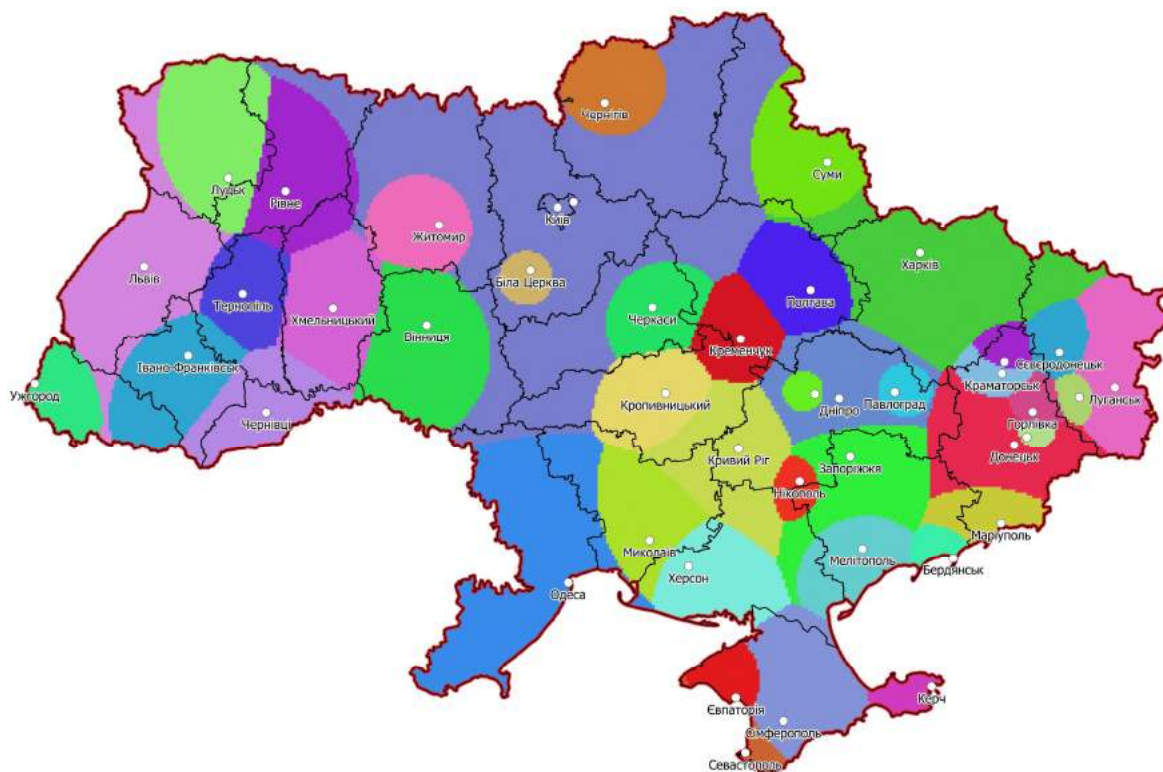 Чернігів
Суми
Луцьк
Рівне
Київ
Житомир
Харків
Львів
Біла Церква
Полтава
Тернопіль
Хмельницький
Черкаси
Вінниця
Кременчук
Івано-Франківськ
Сєвєродонецьк
Краматорськ
Ужгород
Кропивницький
Дніпро
Павлоград
Луганськ
Чернівці
Горлівка
Кривий Ріг
Запоріжжя
Донецьк
Нікополь
Маріуполь
Миколаїв
Мелітополь
Бердянськ
Херсон
Одеса
Керч
Євпаторія
Сімферополь
Севастополь